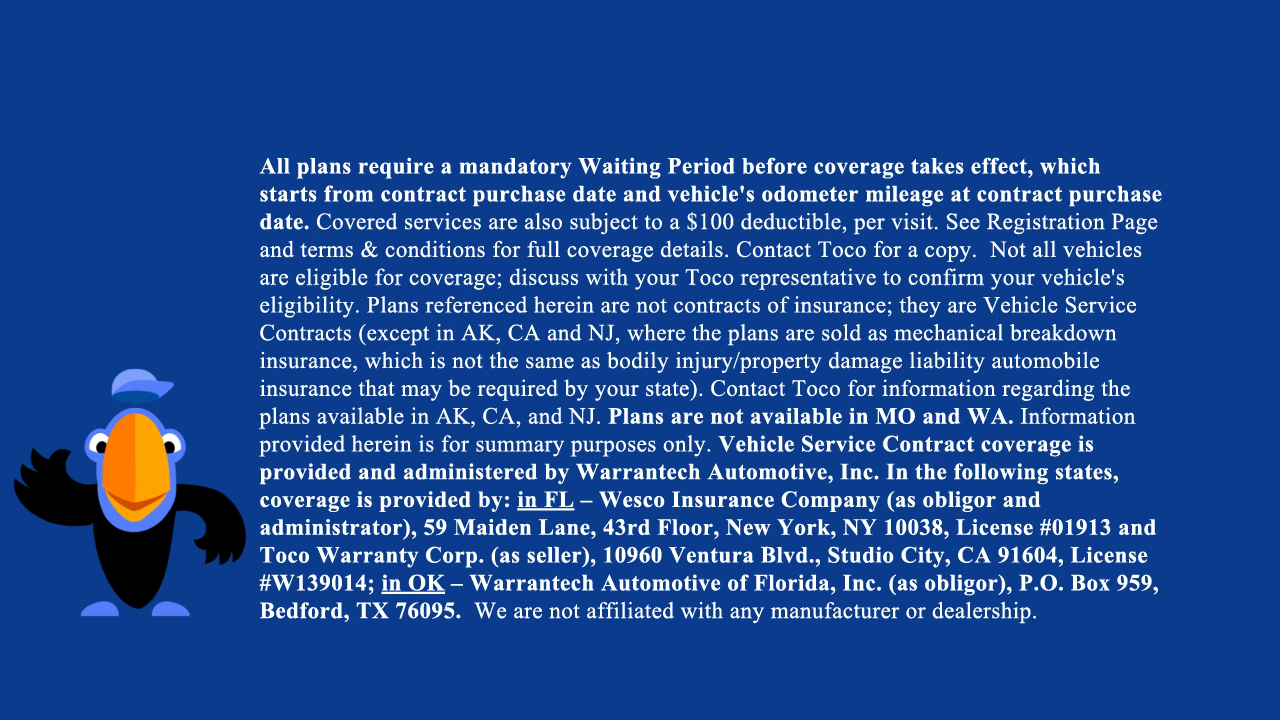 All plans require a mandatory Waiting Period before coverage takes effect, which
starts from contract purchase date and vehicle's odometer mileage at contract purchase
date. Covered services are also subject to a $100 deductible, per visit. See Registration Page
and terms & conditions for full coverage details. Contact Toco for a copy.  Not all vehicles
are eligible for coverage; discuss with your Toco representative to confirm your vehicle's
eligibility. Plans referenced herein are not contracts of insurance; they are Vehicle Service
Contracts (except in AK, CA and NJ, where the plans are sold as mechanical breakdown
insurance, which is not the same as bodily injury/property damage liability automobile
insurance that may be required by your state). Contact Toco for information regarding the
plans available in AK, CA, and NJ. Plans are not available in MO and WA. Information
provided herein is for summary purposes only. Vehicle Service Contract coverage is
provided and administered by Warrantech Automotive, Inc. In the following states,
coverage is provided by: in FL – Wesco Insurance Company (as obligor and
administrator), 59 Maiden Lane, 43rd Floor, New York, NY 10038, License #01913 and
Toco Warranty Corp. (as seller), 10960 Ventura Blvd., Studio City, CA 91604, License
#W139014; in OK – Warrantech Automotive of Florida, Inc. (as obligor), P.O. Box 959,
Bedford, TX 76095.  We are not affiliated with any manufacturer or dealership.